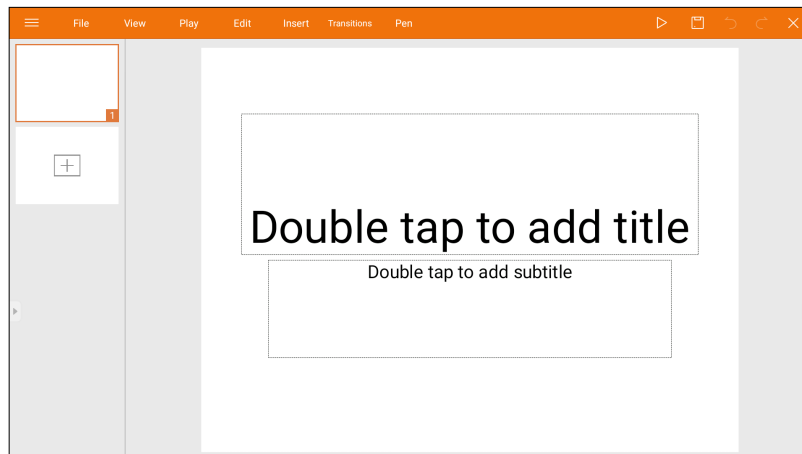 File View Play Edit Insert Transitions Pen
1
Double tap to add title
Double tap to add subtitle